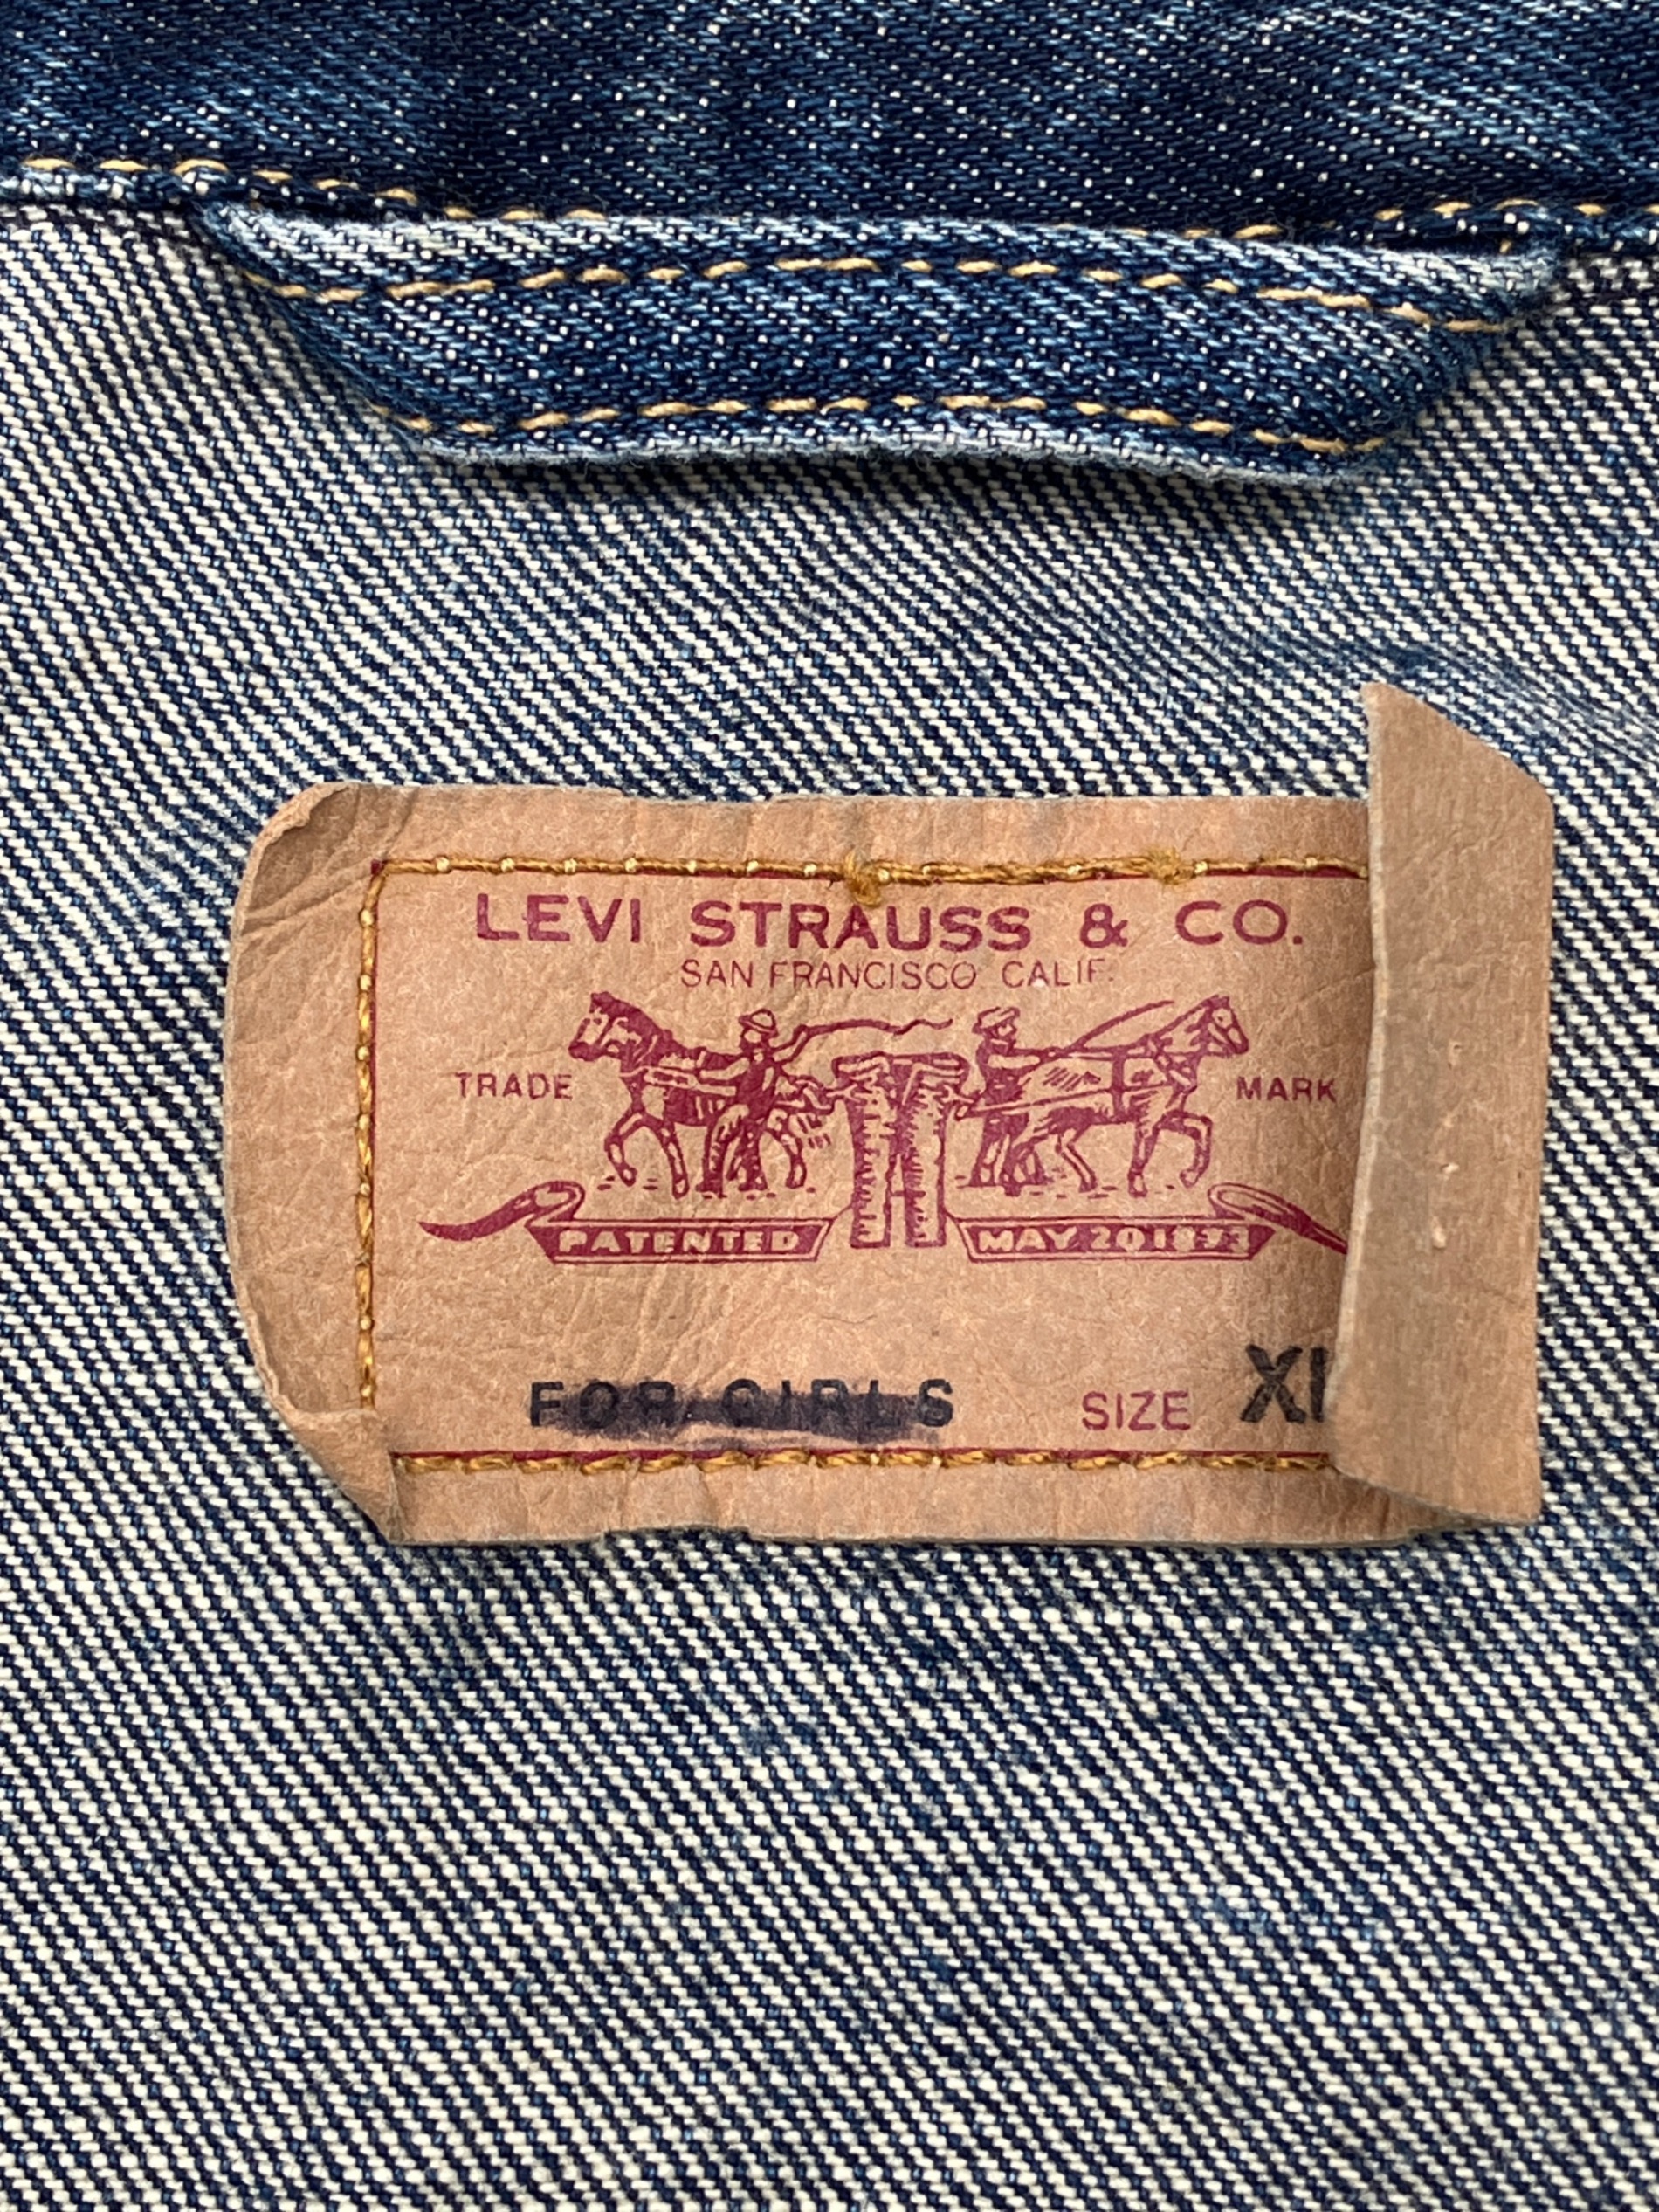 LEVI STRAUSS & CO.
SAN FRANCISCO CALIF.
TRADE MARK
PATENTED MAY 20 1873
FOR GIRLS SIZE